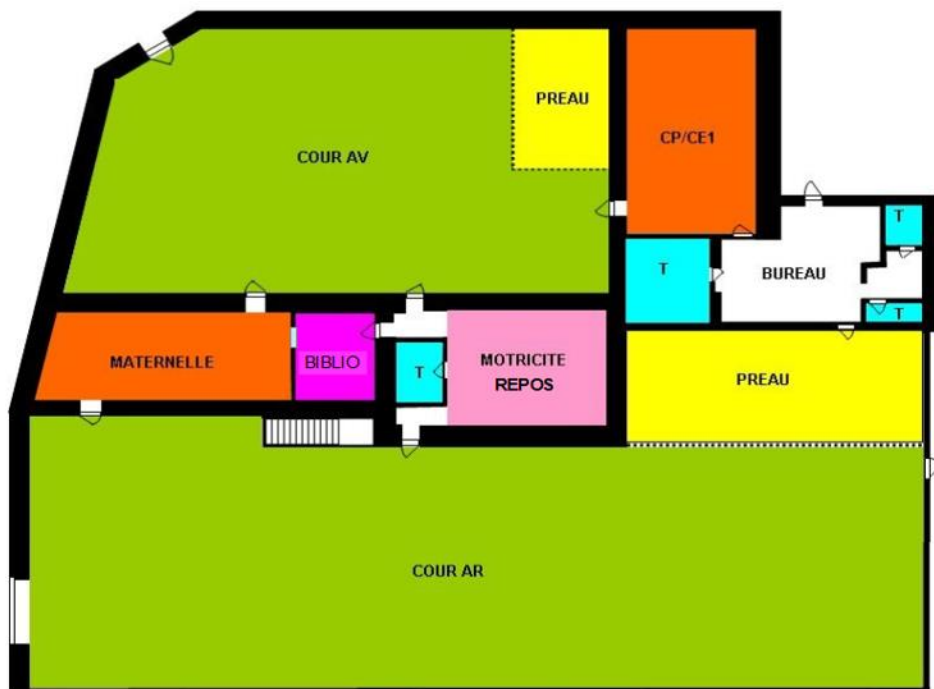 PREAU
COUR AV
CP/CE1
T
T
BUREAU
T
MATERNELLE
BIBLIO
T
MOTRICITE
REPOS
PREAU
COUR AR